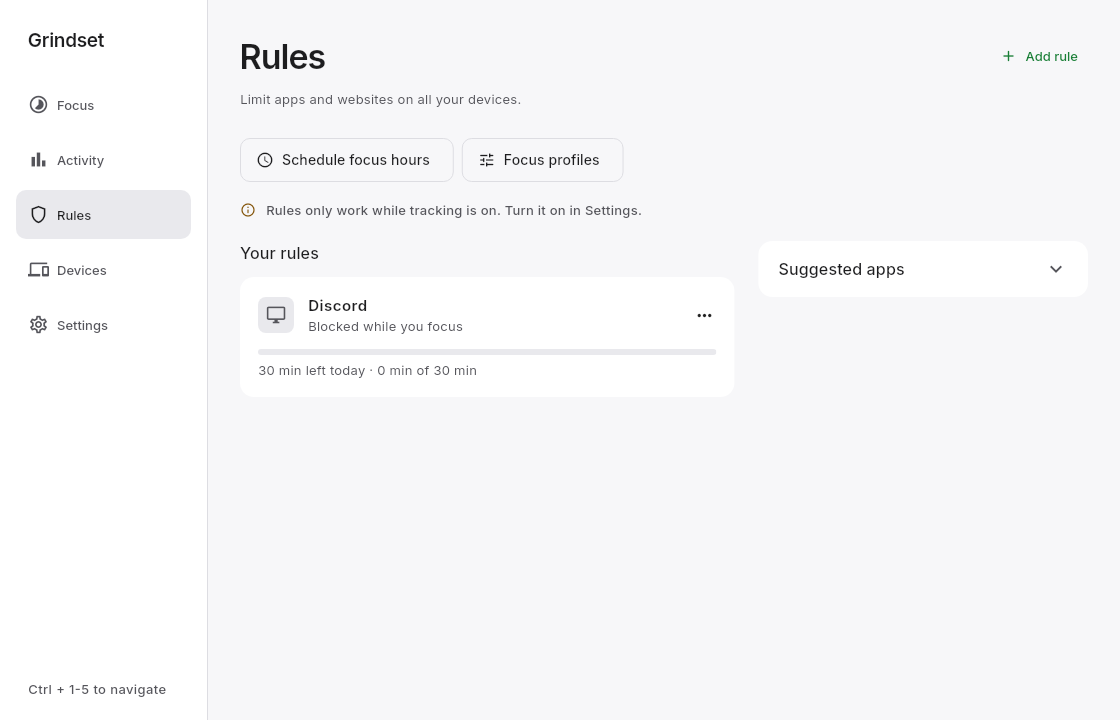 Grindset
Focus
Activity
Rules
Devices
Settings
Ctrl + 1-5 to navigate
Rules
Add rule
Limit apps and websites on all your devices.
Schedule focus hours
Focus profiles
Rules only work while tracking is on. Turn it on in Settings.
Your rules
Discord
Blocked while you focus
30 min left today · 0 min of 30 min
Suggested apps